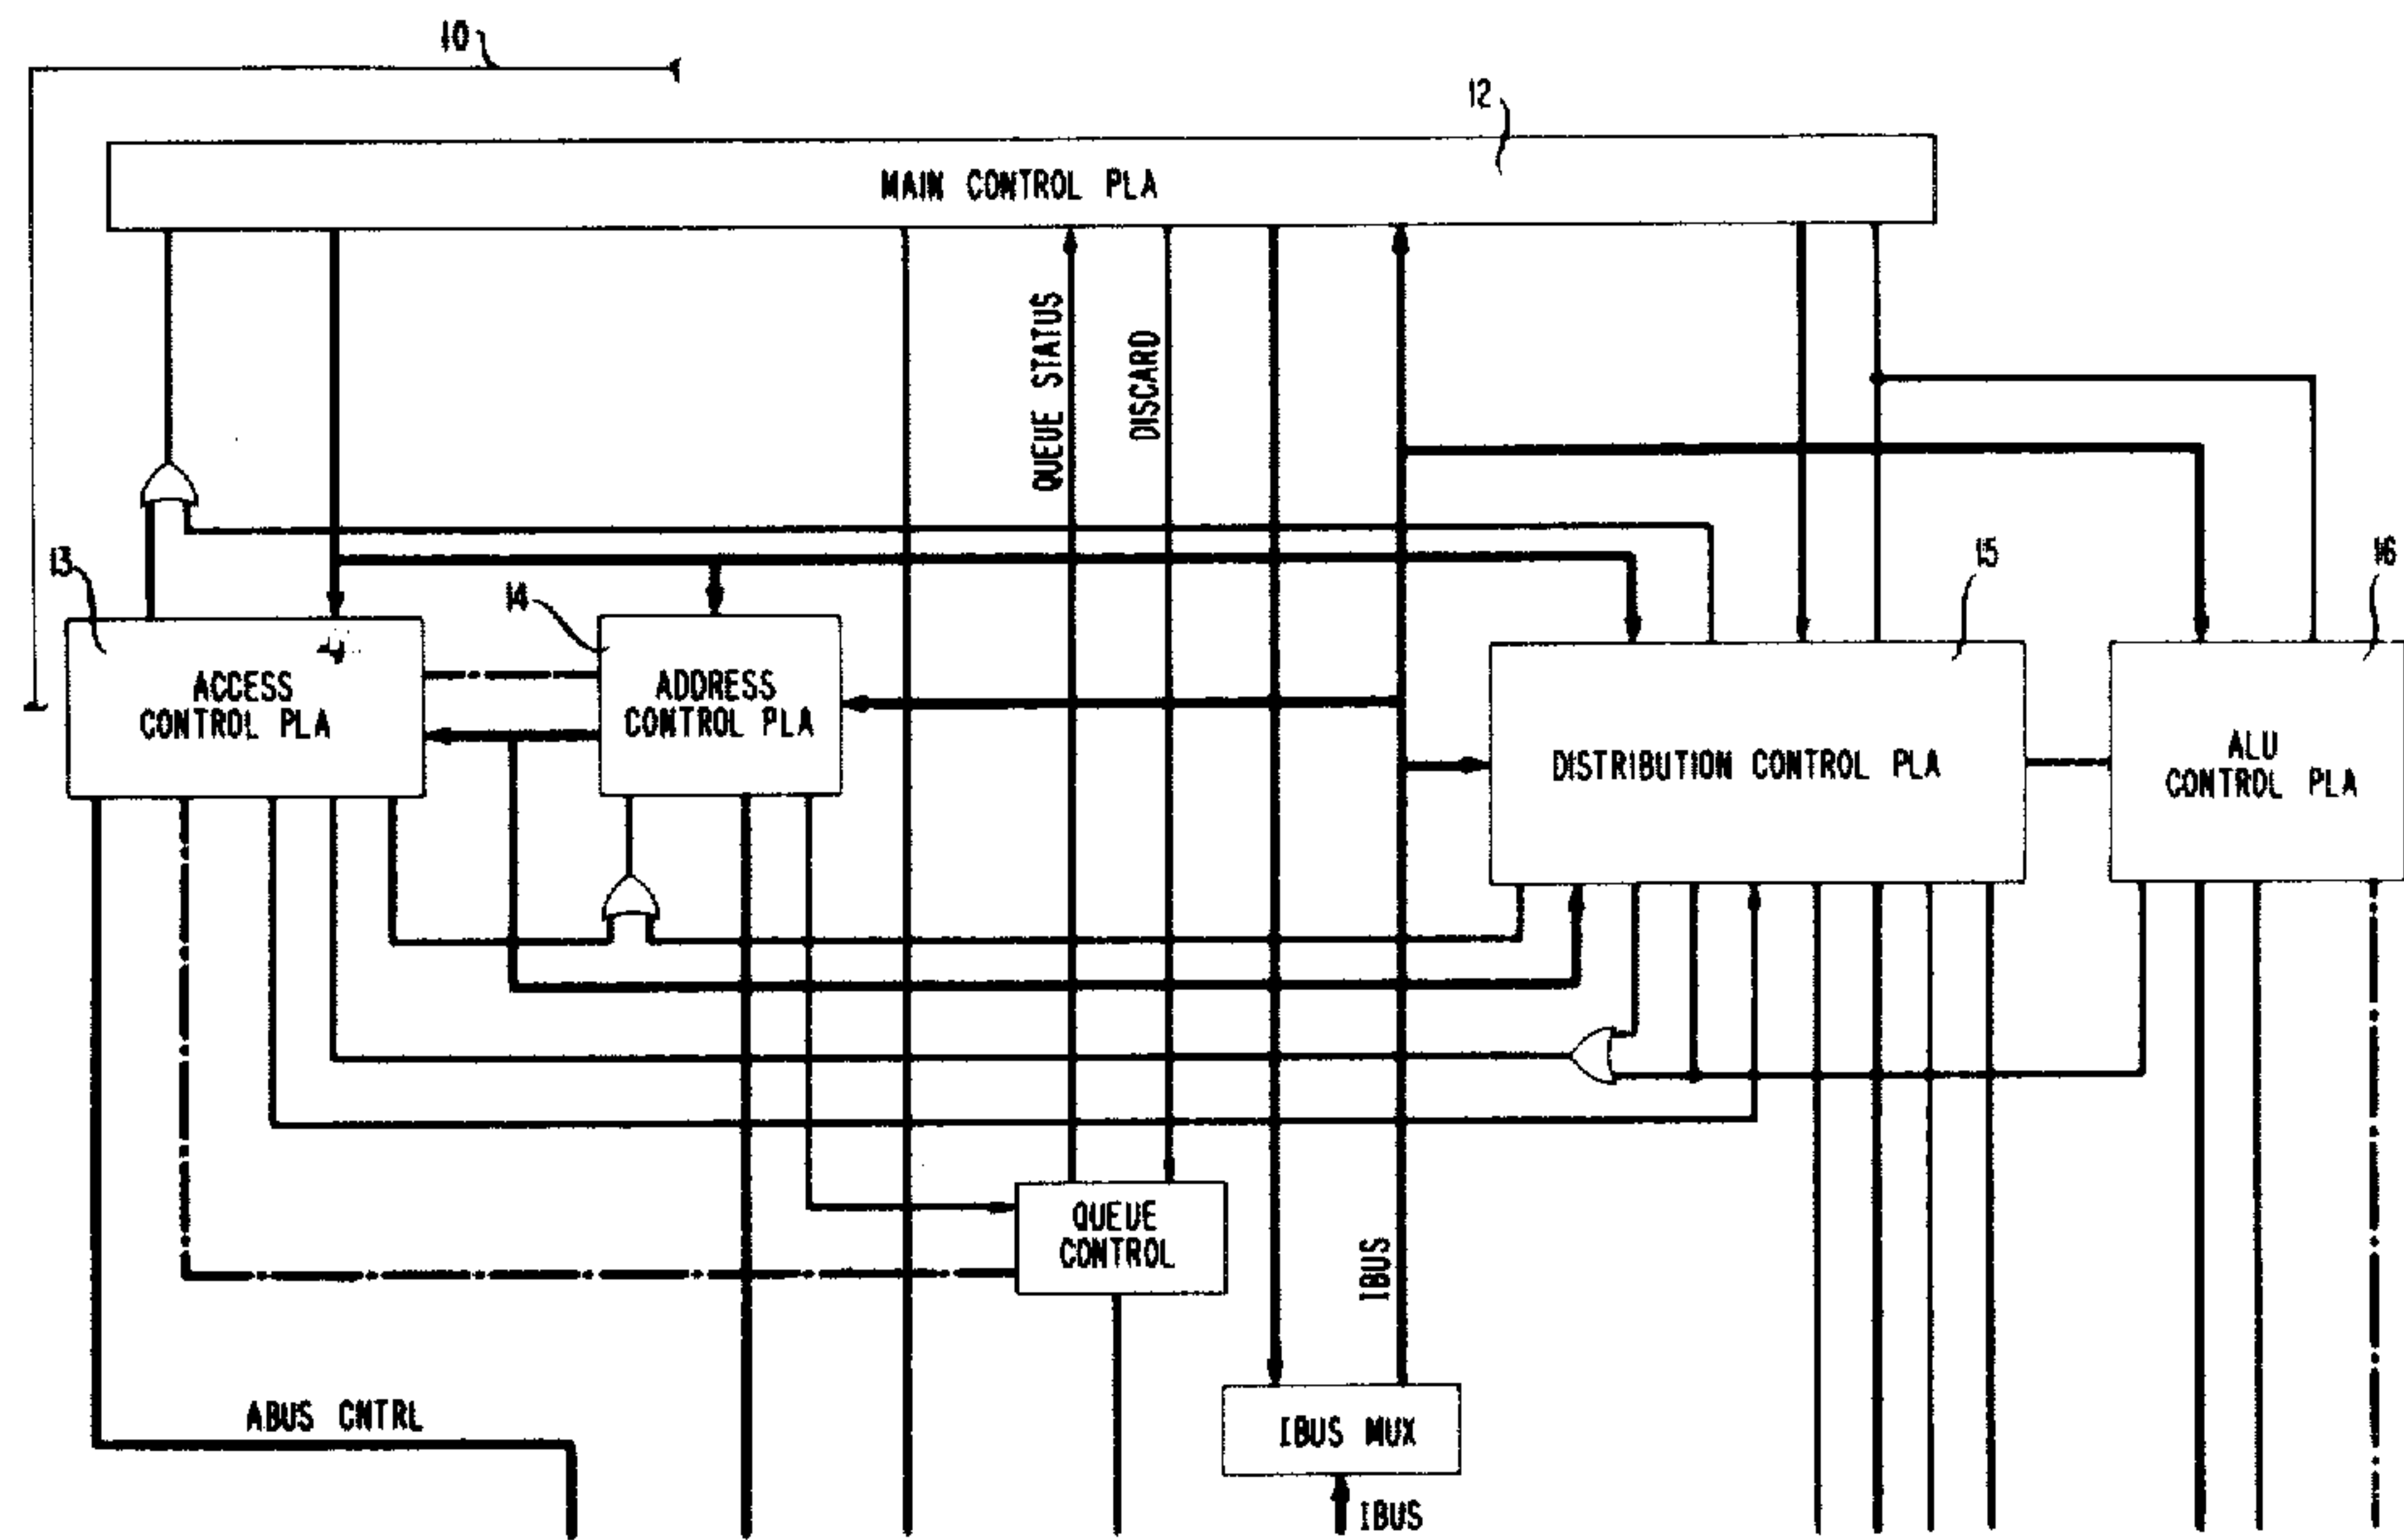 10
12
MAIN CONTROL PLA
QUEUE STATUS
DISCARD
13
14
15
16
ACCESS
CONTROL PLA
ADDRESS
CONTROL PLA
DISTRIBUTION CONTROL PLA
ALU
CONTROL PLA
QUEUE
CONTROL
IBUS
ABUS CNTRL
IBUS MUX
IBUS